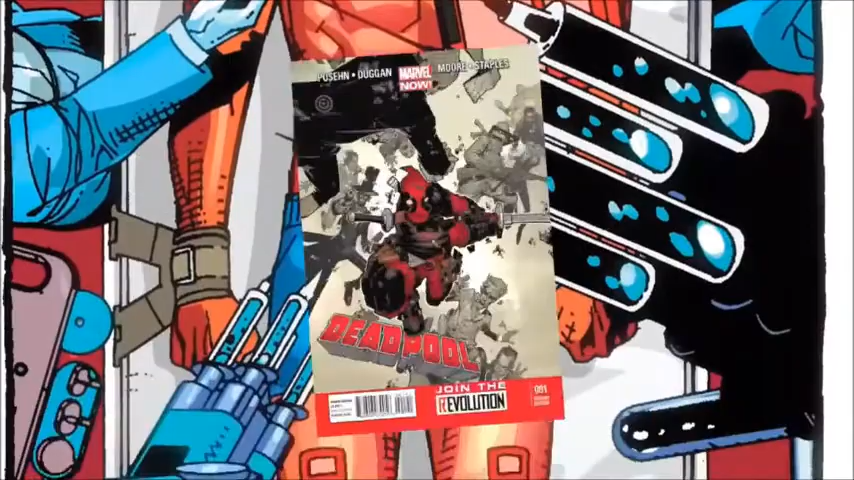 POSEHN • DUGGAN MARVEL NOW! MOORE • STAPLES
DEADPOOL
JOIN THE
REVOLUTION
001